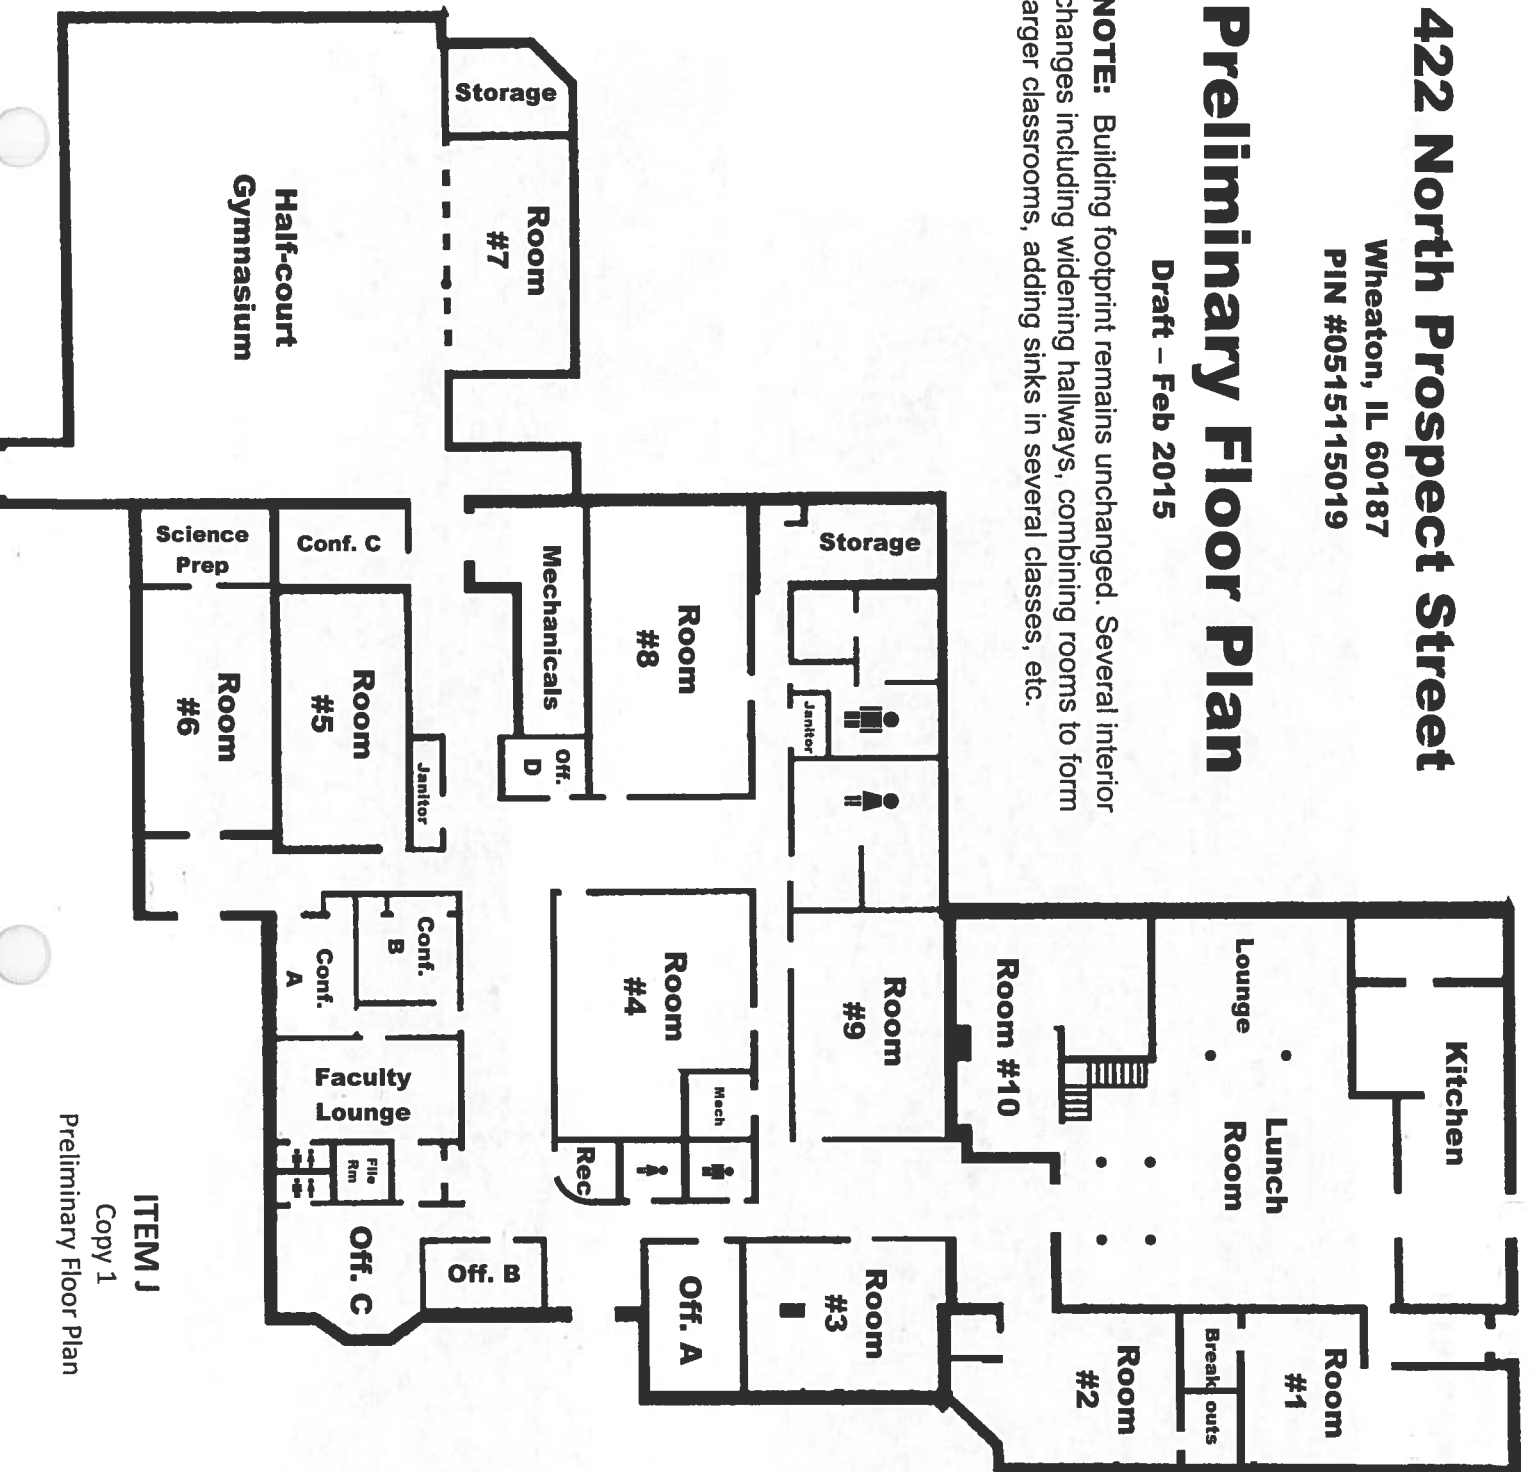 422 North Prospect Street
Wheaton, IL 60187
PIN #0515115019
Preliminary Floor Plan
Draft – Feb 2015
NOTE: Building footprint remains unchanged. Several interior
changes including widening hallways, combining rooms to form
arger classrooms, adding sinks in several classes, etc.
Storage
Room
#7
Half-court
Gymnasium
Science
Prep
Conf. C
Mechanicals
Storage
Room
#8
Room
#6
Room
#5
Janitor
Off.
D
Janitor
Conf.
B
Conf.
A
Room
#4
Room
#9
Room #10
Lounge
Kitchen
Lunch
Room
Mech
Faculty
Lounge
File
Rm
Rec
Off. C
Off. B
Off. A
Room
#3
Room
#2
Break outs
Room
#1
ITEM J
Copy 1
Preliminary Floor Plan